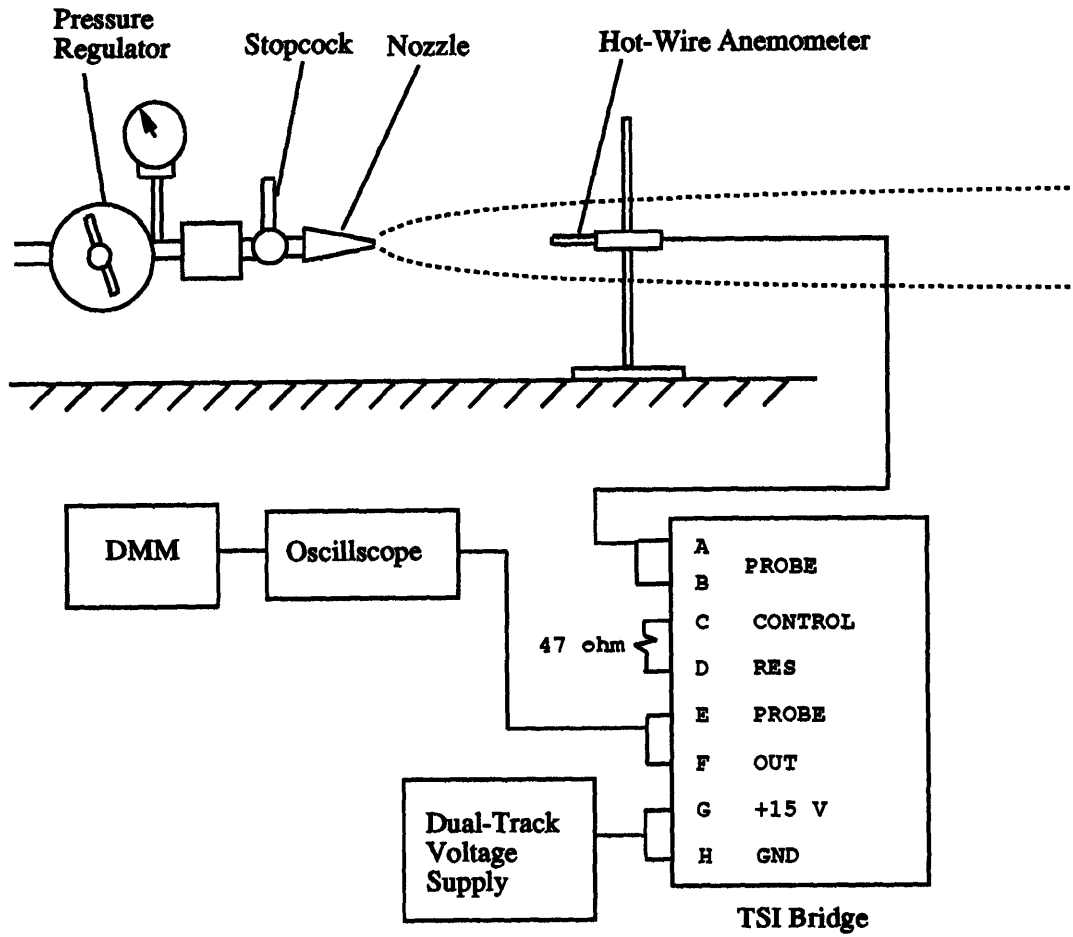 Pressure
Regulator
Stopcock
Nozzle
Hot-Wire Anemometer
DMM
Oscillscope
47 ohm
A
B
PROBE
C CONTROL
D RES
E PROBE
F OUT
G +15 V
H GND
Dual-Track
Voltage
Supply
TSI Bridge